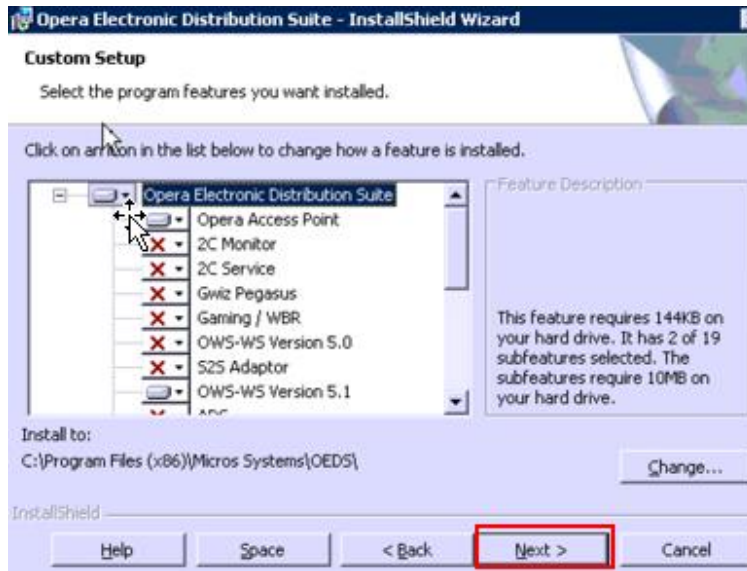 Opera Electronic Distribution Suite - InstallShield Wizard
Custom Setup
Select the program features you want installed.
Click on an icon in the list below to change how a feature is installed.
Opera Electronic Distribution Suite
Opera Access Point
2C Monitor
2C Service
Gwiz Pegasus
Gaming / WBR
OWS-WS Version 5.0
S2S Adaptor
OWS-WS Version 5.1
ADS
Feature Description
This feature requires 144KB on
your hard drive. It has 2 of 19
subfeatures selected. The
subfeatures require 10MB on
your hard drive.
Install to:
C:\Program Files (x86)\Micros Systems\OEDS\
Change...
InstallShield
Help
Space
< Back
Next >
Cancel